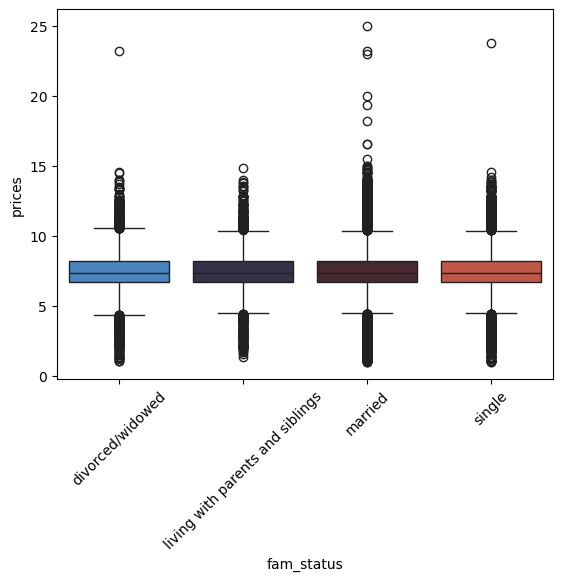 25
20
15
10
5
0
prices
divorced/widowed
living with parents and siblings
married
single
fam_status